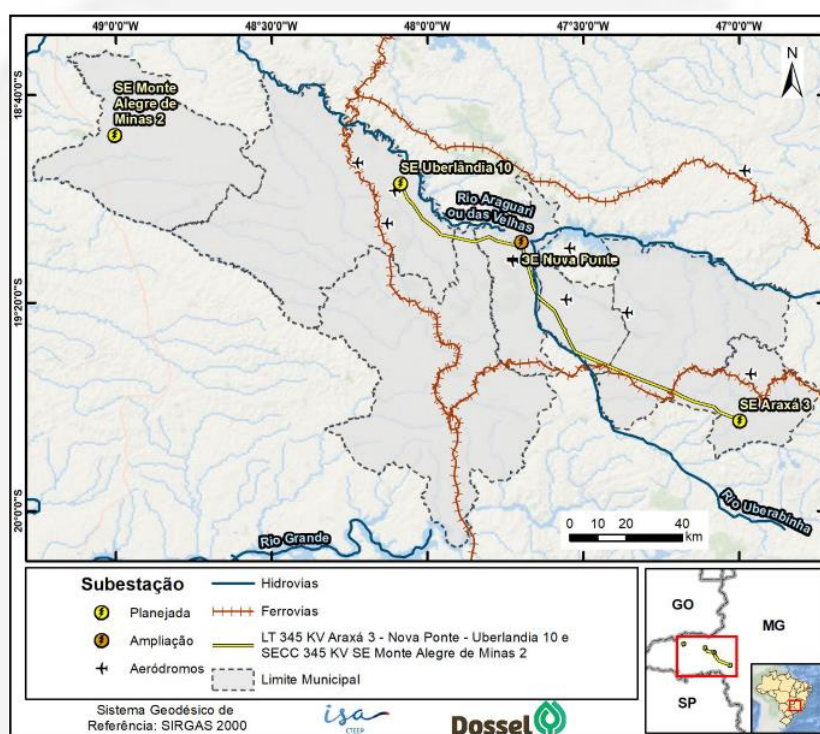 49°0'0"W
48°30'0"W
48°0'0"W
47°30'0"W
47°0'0"W
N
18°40'0"S
19°20'0"S
20°0'0"S
SE Monte
Alegre de
Minas 2
SE Uberlândia 10
Rio Araguari
ou das Velhas
SE Nova Ponte
SE Araxá 3
Rio Uberabinha
Rio Grande
0 10 20 40
km
Subestação
Planejada
Ampliação
Aeródromos
Hidrovias
Ferrovias
LT 345 KV Araxá 3 - Nova Ponte - Uberlandia 10 e
SECC 345 KV SE Monte Alegre de Minas 2
Limite Municipal
GO
MG
SP
Sistema Geodésico de
Referência: SIRGAS 2000
isa
CTEEP
Dossel